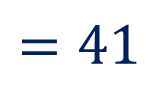 = 41